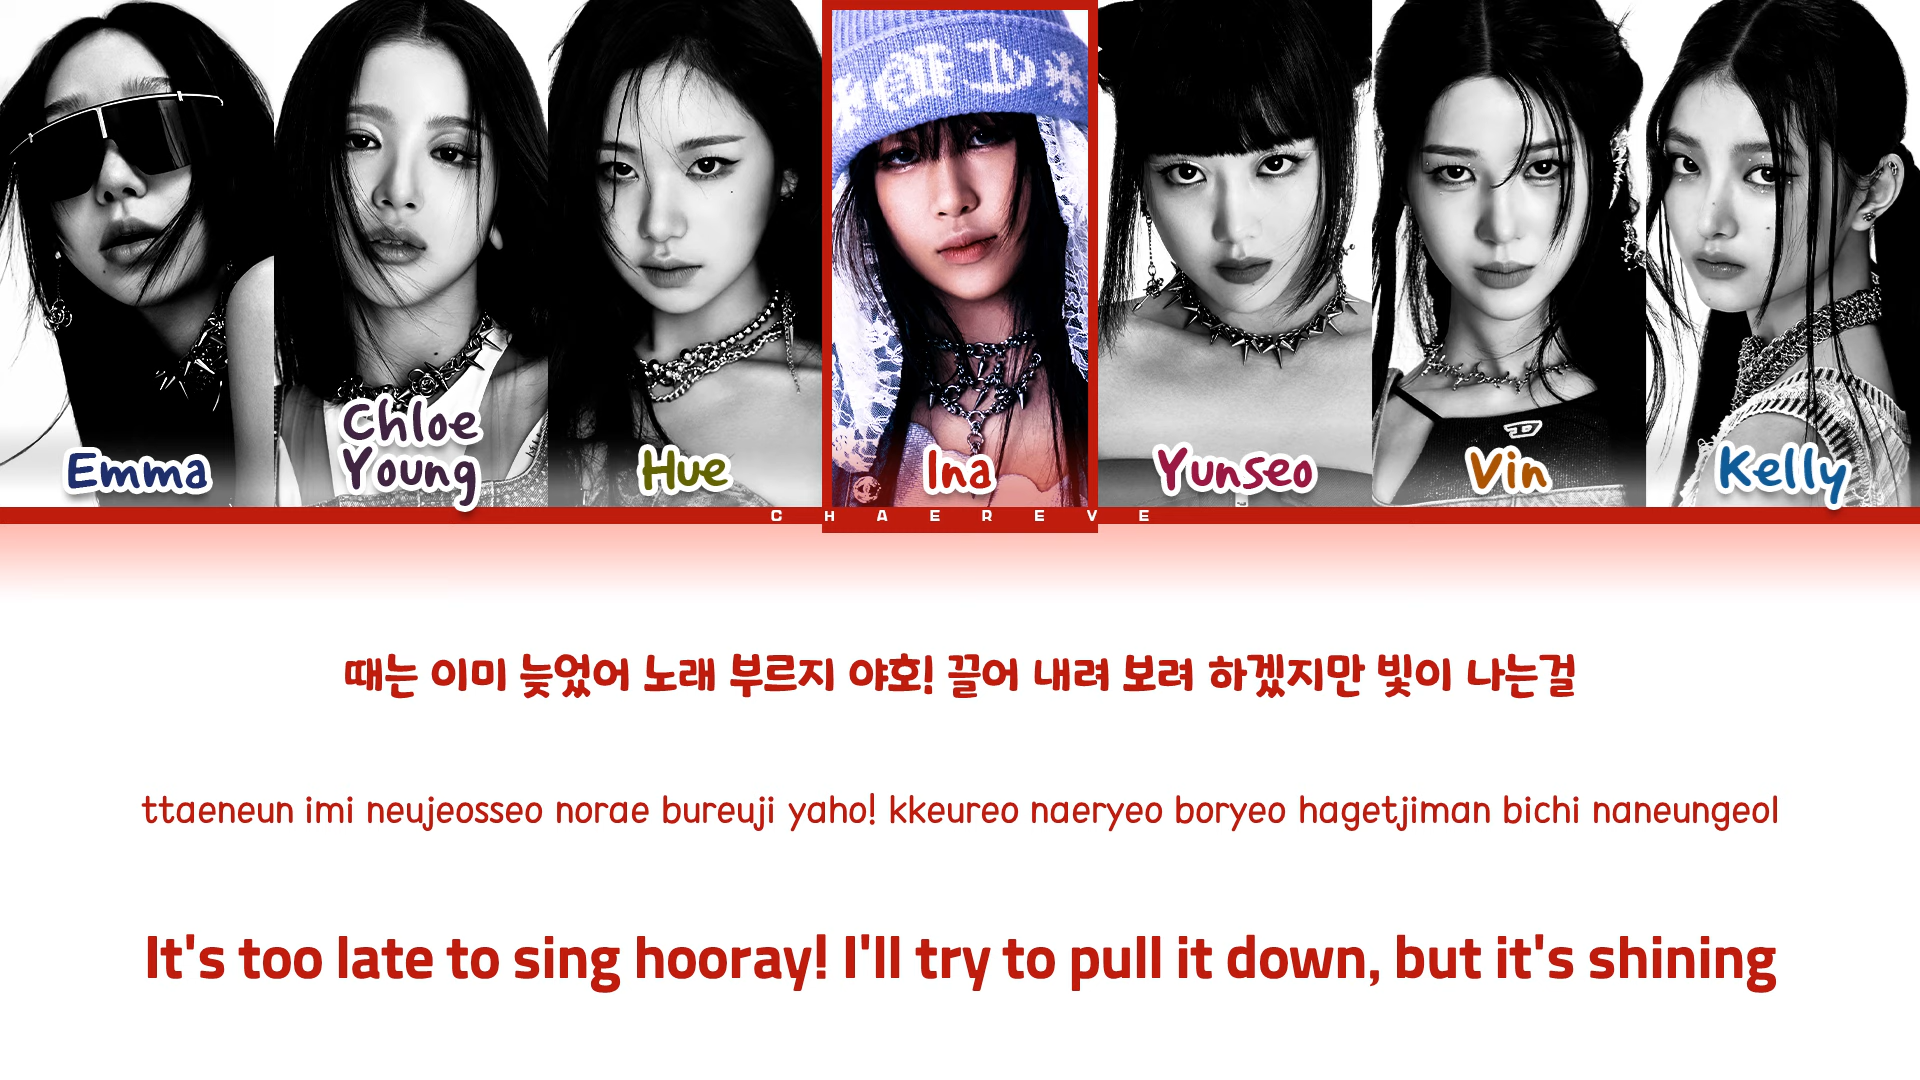 Emma
Chloe
Young
Hue
Ina
Yunseo
Vin
Kelly
CHAEREVE
때는 이미 늦었어 노래 부르지 야호! 끌어 내려 보려 하겠지만 빛이 나는걸
ttaeneun imi neujeosseo norae bureuji yaho! kkeureo naeryeo boryeo hagetjiman bichi naneungeol
It's too late to sing hooray! I'll try to pull it down, but it's shining